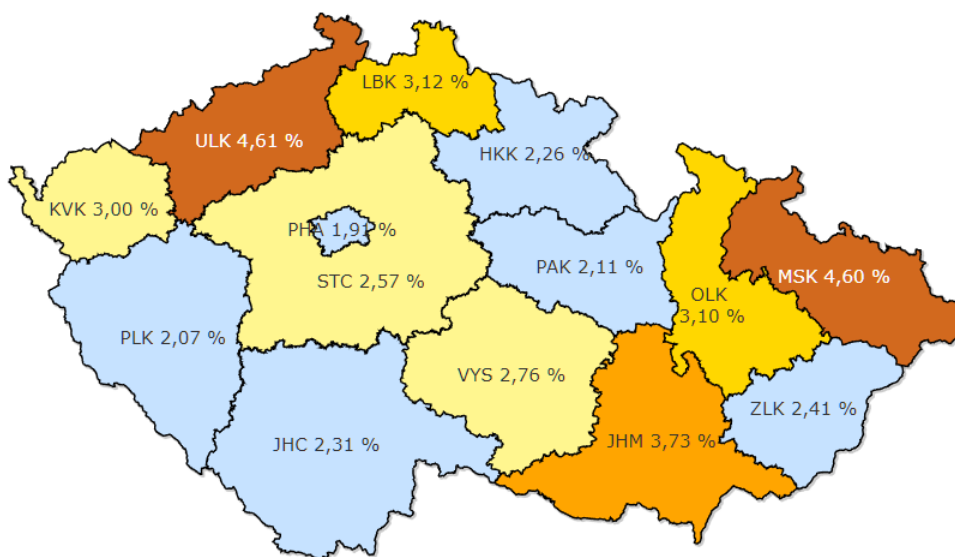 LBK 3,12 %
ULK 4,61 %
HKK 2,26 %
KVK 3,00 %
PHA 1,91 %
PAK 2,11 %
MSK 4,60 %
STC 2,57 %
OLK
3,10 %
PLK 2,07 %
VYS 2,76 %
ZLK 2,41 %
JHC 2,31 %
JHM 3,73 %